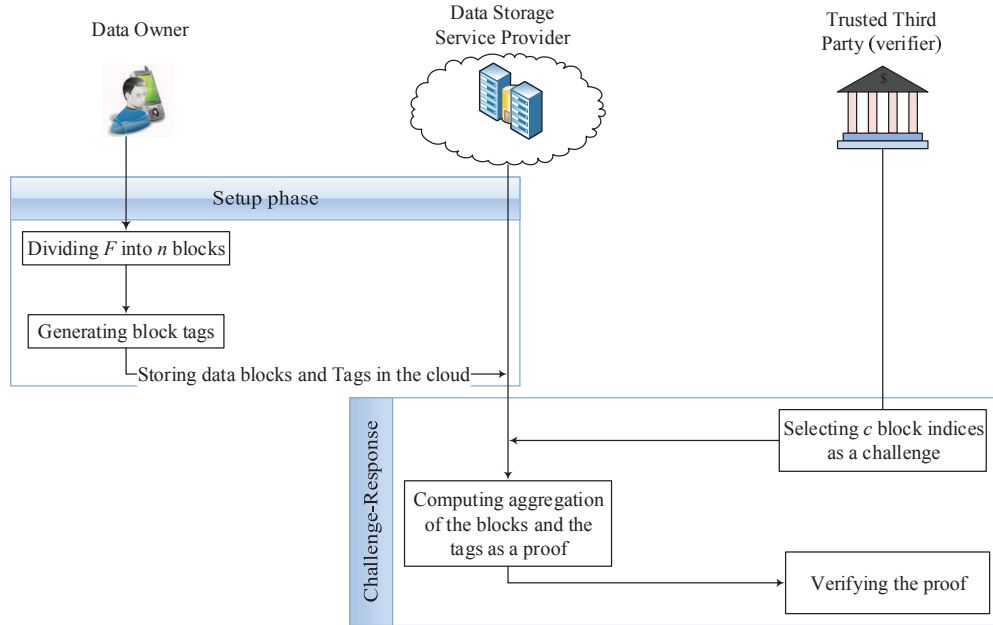 Data Owner
Data Storage
Service Provider
Trusted Third
Party (verifier)
$
Setup phase
Dividing F into n blocks
Generating block tags
Storing data blocks and Tags in the cloud
Challenge-Response
Selecting c block indices
as a challenge
Computing aggregation
of the blocks and the
tags as a proof
Verifying the proof